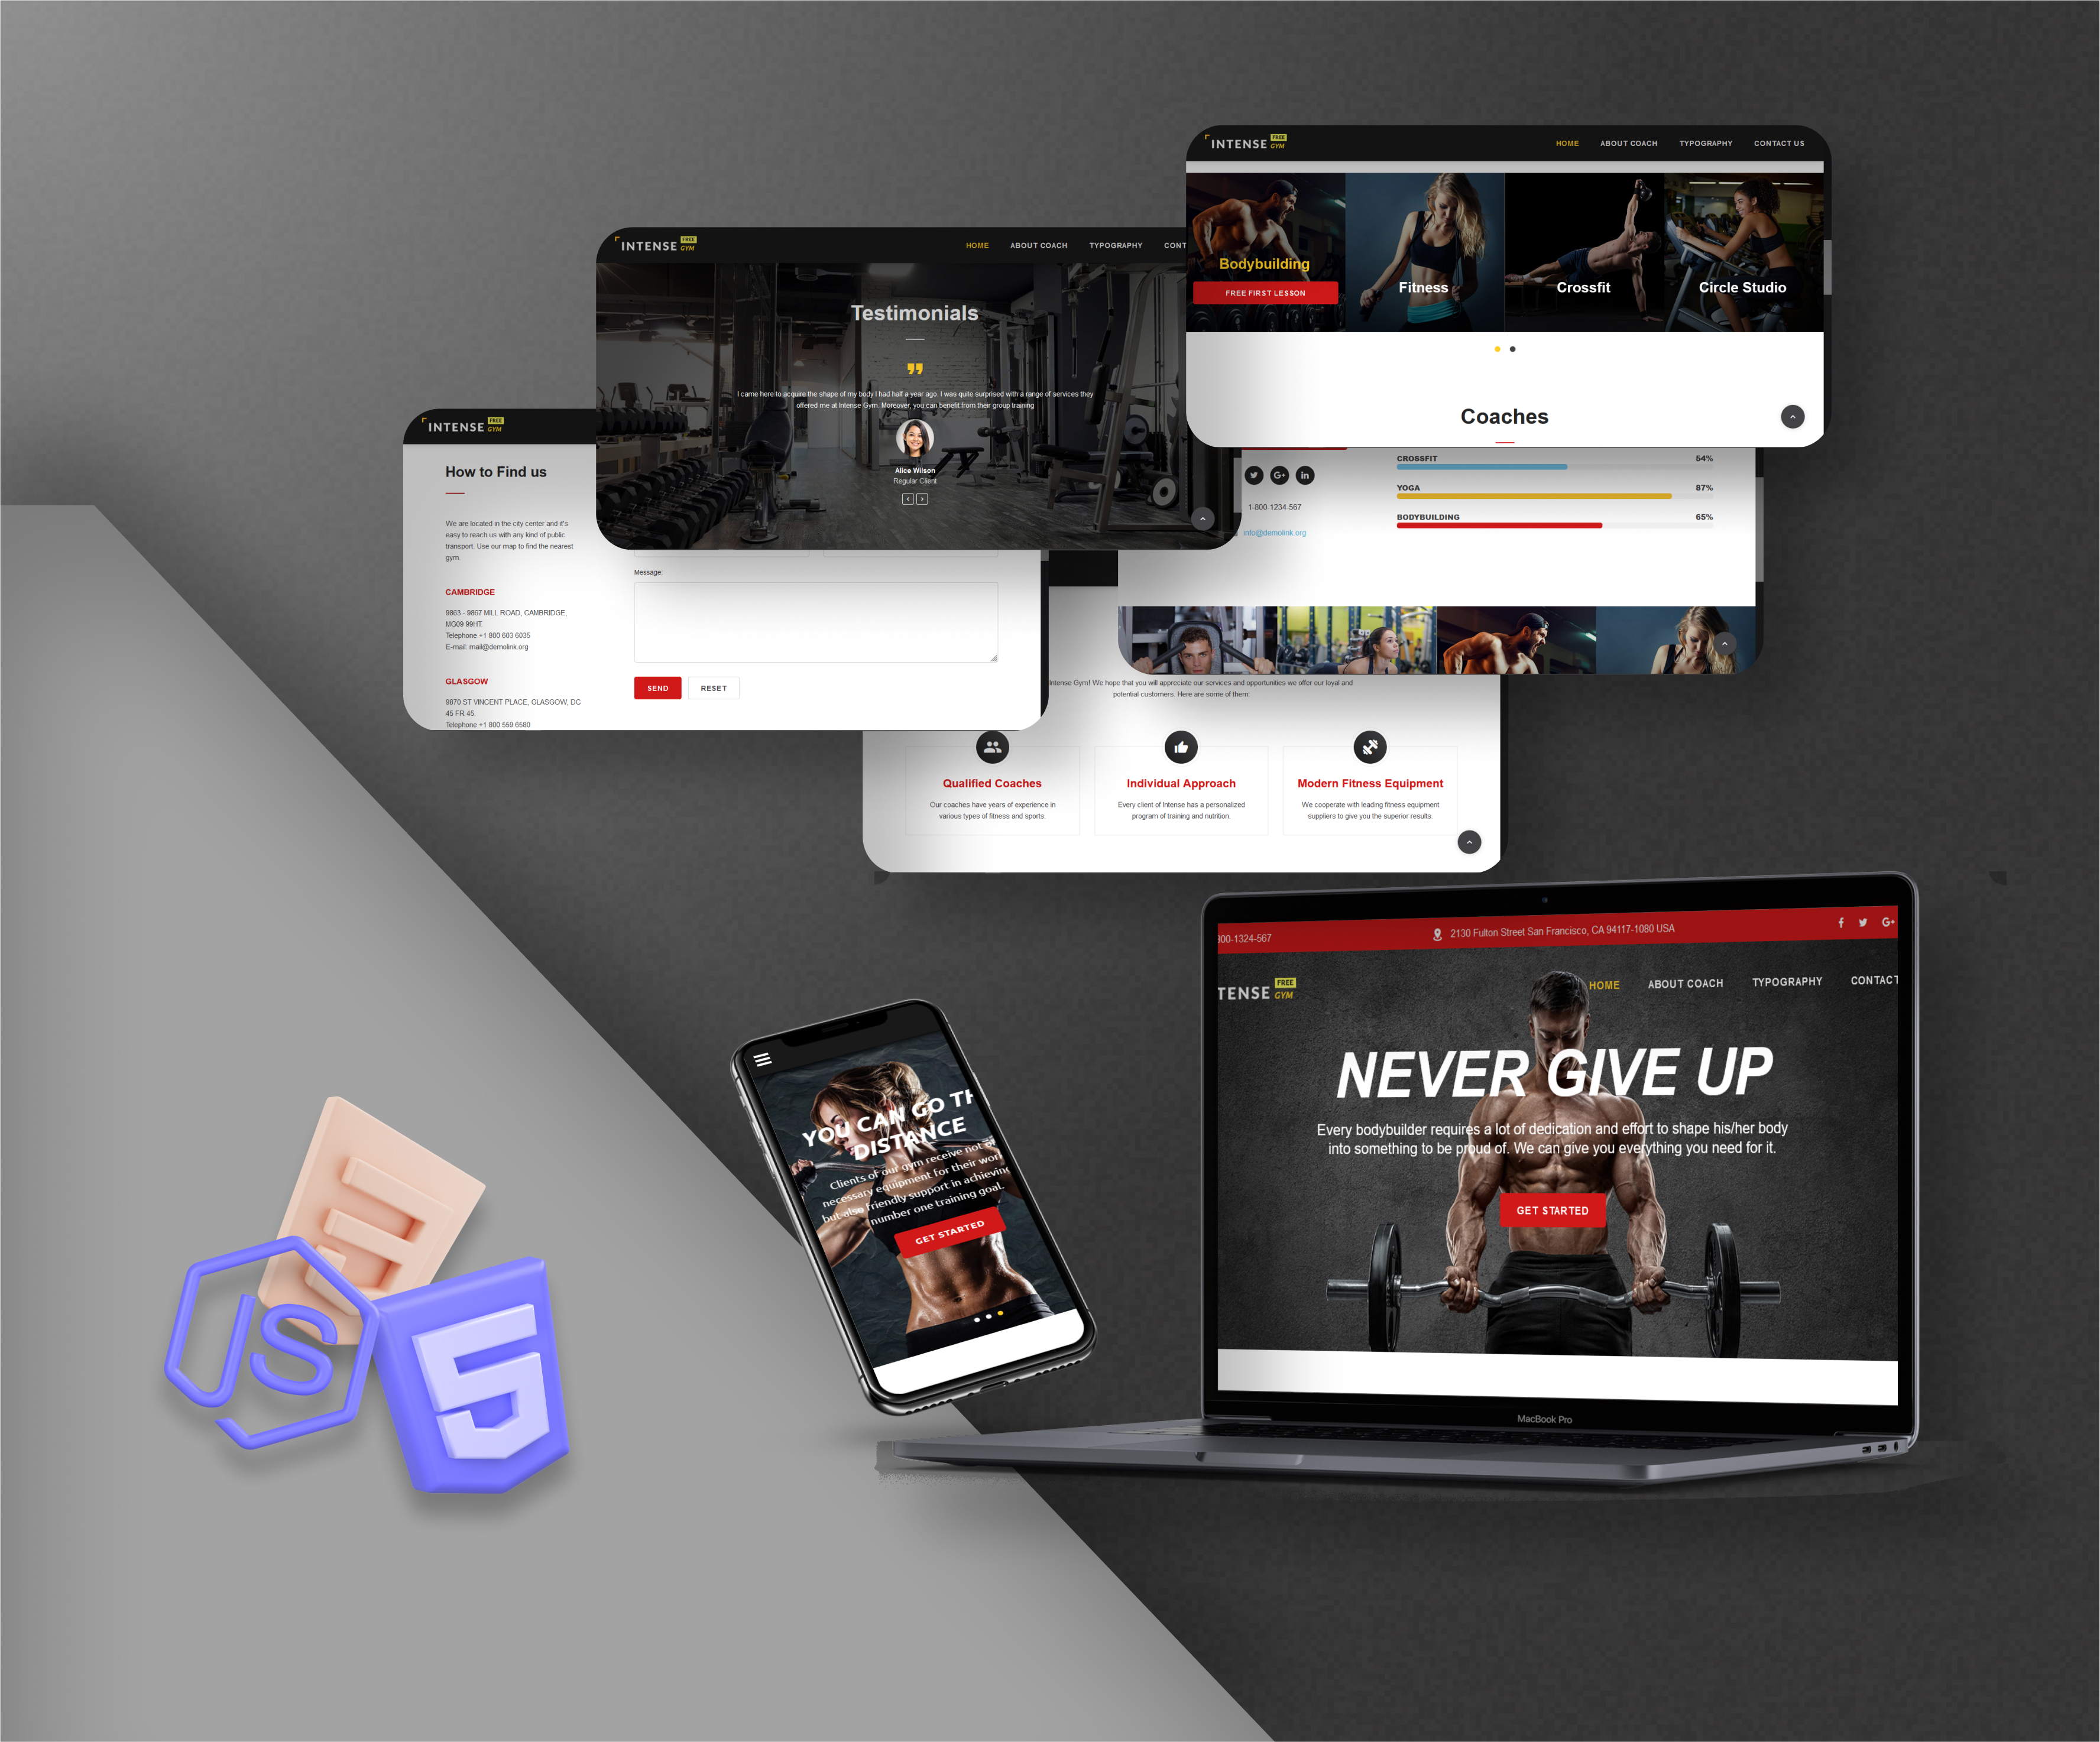 INTENSE FREE GYM
HOME ABOUT COACH TYPOGRAPHY CONTACT US
Bodybuilding
FREE FIRST LESSON
Fitness
Crossfit
Circle Studio
Coaches
INTENSE FREE GYM
HOME ABOUT COACH TYPOGRAPHY CONT
Testimonials
I came here to acquire the shape of my body I had half a year ago. I was quite surprised with a range of services they
offered me at Intense Gym. Moreover, you can benefit from their group training
Alice Wilson
Regular Client
INTENSE FREE GYM
How to Find us
We are located in the city center and it's
easy to reach us with any kind of public
transport. Use our map to find the nearest
gym.
CAMBRIDGE
9863 - 9867 MILL ROAD, CAMBRIDGE,
MG09 99HT.
Telephone +1 800 603 6035
E-mail: mail@demolink.org
GLASGOW
9870 ST VINCENT PLACE, GLASGOW, DC
45 FR 45.
Telephone +1 800 559 6580
Message:
SEND RESET
1-800-1234-567
info@demolink.org
CROSSFIT 54%
YOGA 87%
BODYBUILDING 65%
Intense Gym! We hope that you will appreciate our services and opportunities we offer our loyal and
potential customers. Here are some of them:
Qualified Coaches
Our coaches have years of experience in
various types of fitness and sports.
Individual Approach
Every client of Intense has a personalized
program of training and nutrition.
Modern Fitness Equipment
We cooperate with leading fitness equipment
suppliers to give you the superior results.
800-1324-567
2130 Fulton Street San Francisco, CA 94117-1080 USA
TENSE FREE GYM
HOME ABOUT COACH TYPOGRAPHY CONTACT
NEVER GIVE UP
Every bodybuilder requires a lot of dedication and effort to shape his/her body
into something to be proud of. We can give you everything you need for it.
GET STARTED
MacBook Pro
YOU CAN GO TH
DISTANCE
Clients of our gym receive not o
necessary equipment for their wor
but also friendly support in achieving
number one training goal.
GET STARTED
JS
5